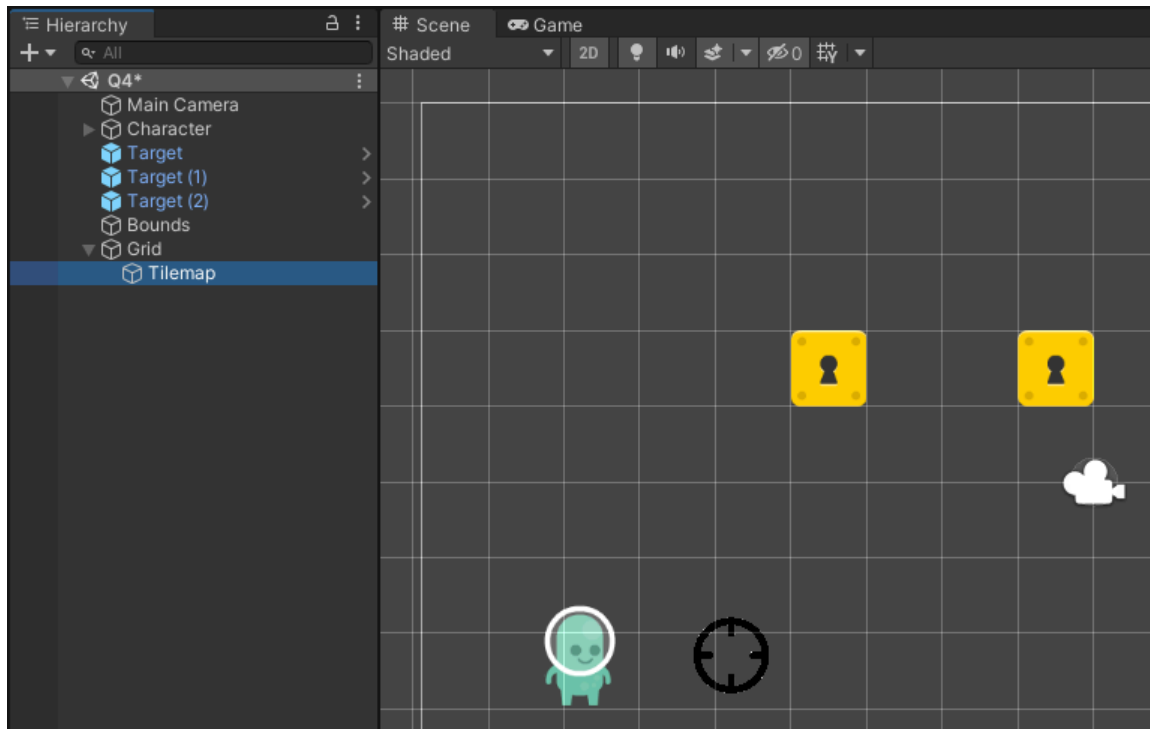 Hierarchy
All
Q4*
Main Camera
Character
Target
Target (1)
Target (2)
Bounds
Grid
Tilemap
Scene
Game
Shaded
2D
0
Y